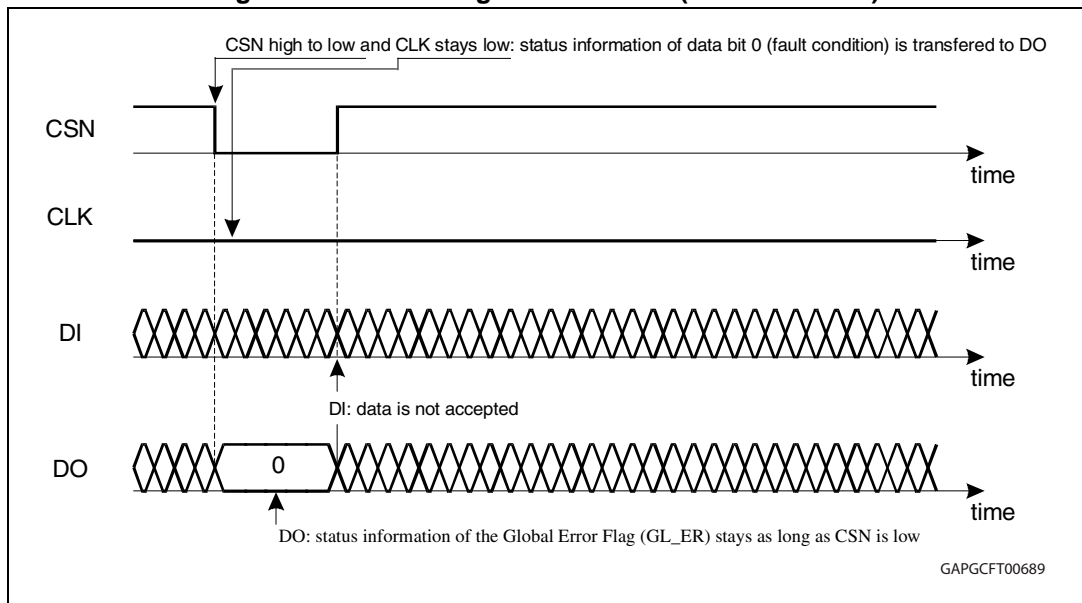 CSN high to low and CLK stays low: status information of data bit 0 (fault condition) is transfered to DO
CSN
time
CLK
time
DI
time
DI: data is not accepted
DO
0
time
DO: status information of the Global Error Flag (GL_ER) stays as long as CSN is low
GAPGCFT00689